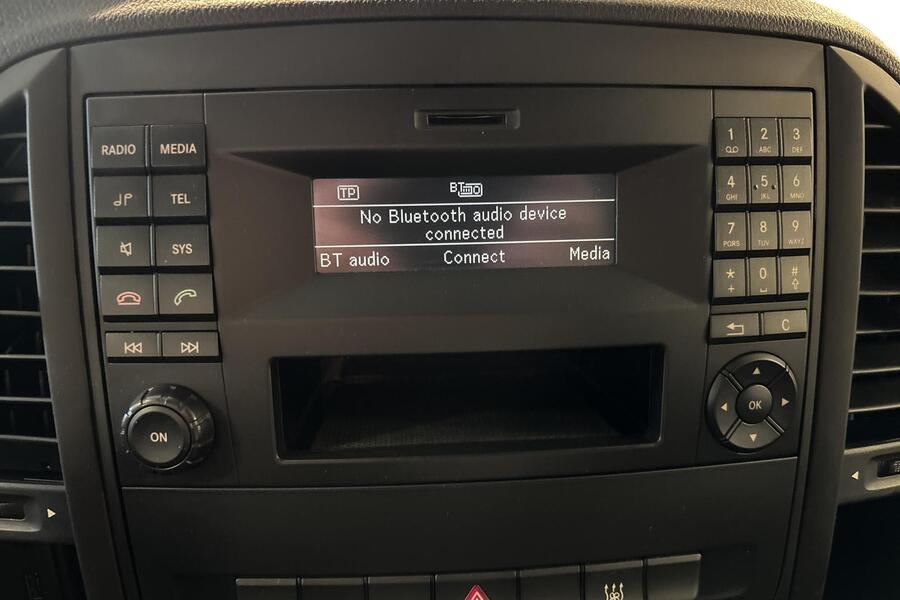 RADIO MEDIA
TEL
SYS
ON
TP BT
No Bluetooth audio device
connected
BT audio Connect Media
1 2 ABC 3 DEF
4 GHI 5 JKL 6 MNO
7 PQRS 8 TUV 9 WXYZ
* + 0 #
C
OK